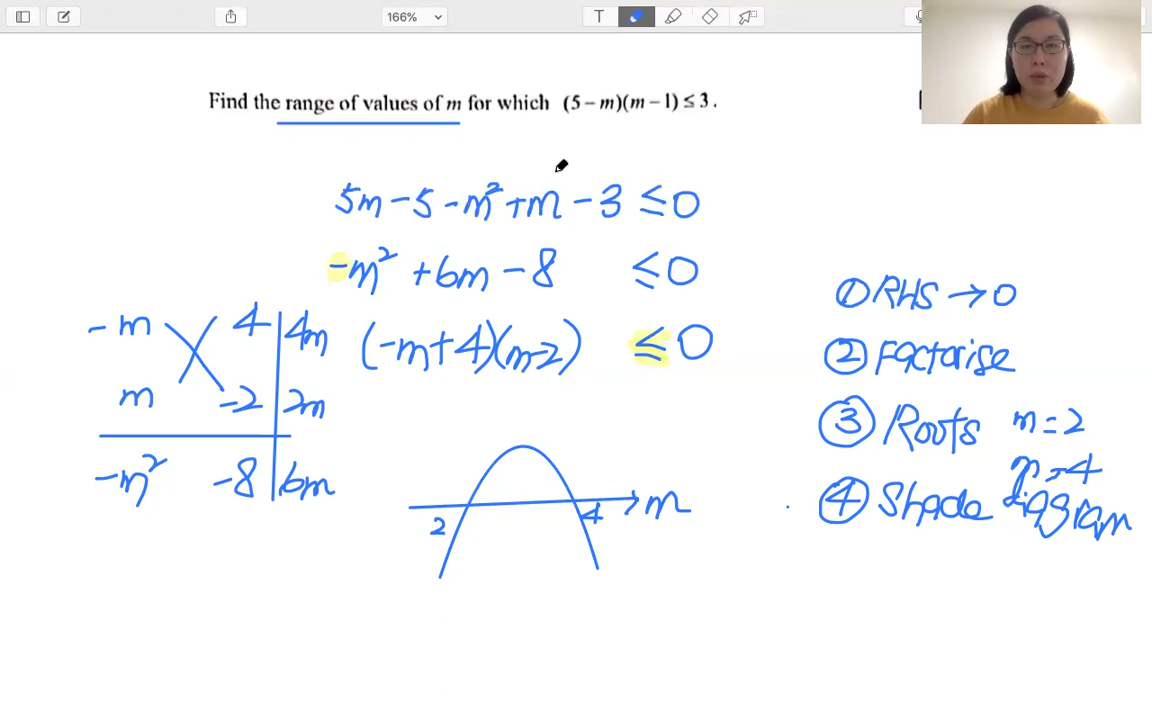 166%
T
Find the range of values of m for which (5 − m)(m − 1) ≤ 3.
5m − 5 − m² + m − 3 ≤ 0
−m² + 6m − 8 ≤ 0
(−m + 4)(m − 2) ≤ 0
−m 4 4m
m −2 2m
−m² −8 6m
2 4 m
① RHS → 0
② Factorise
③ Roots m = 2
m = 4
④ Shade diagram